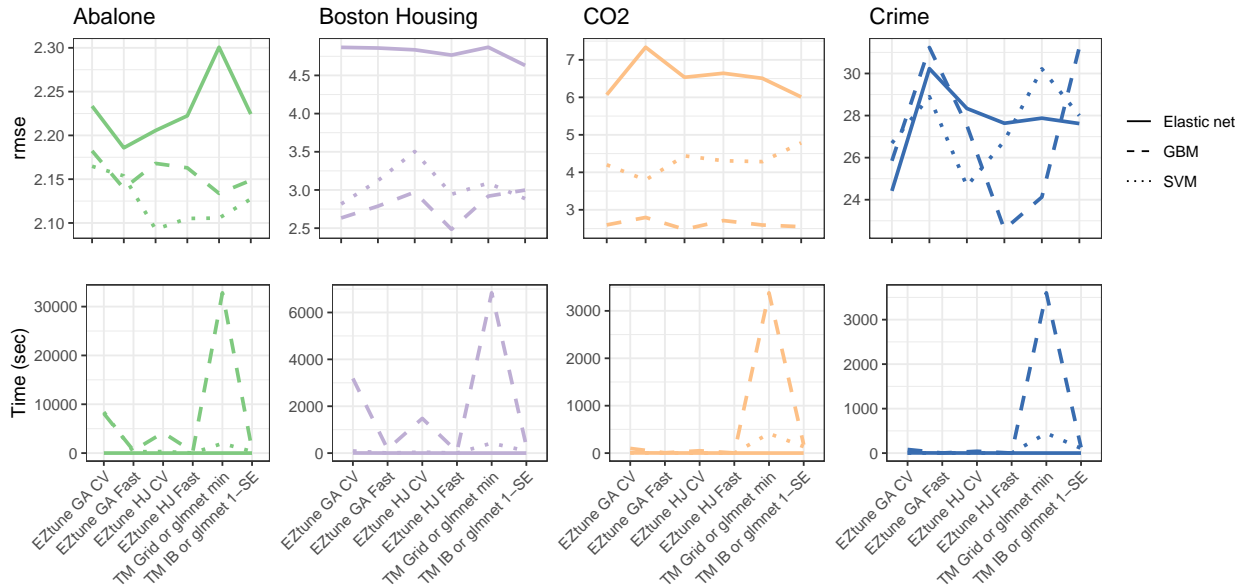 Abalone
Boston Housing
CO2
Crime
rmse
2.30
2.25
2.20
2.15
2.10
4.5
4.0
3.5
3.0
2.5
7
6
5
4
3
30
28
26
24
Elastic net
GBM
SVM
Time (sec)
30000
20000
10000
0
6000
4000
2000
0
3000
2000
1000
0
3000
2000
1000
0
EZtune GA CV
EZtune GA Fast
EZtune HJ CV
EZtune HJ Fast
TM Grid or glmnet min
TM IB or glmnet 1−SE
EZtune GA CV
EZtune GA Fast
EZtune HJ CV
EZtune HJ Fast
TM Grid or glmnet min
TM IB or glmnet 1−SE
EZtune GA CV
EZtune GA Fast
EZtune HJ CV
EZtune HJ Fast
TM Grid or glmnet min
TM IB or glmnet 1−SE
EZtune GA CV
EZtune GA Fast
EZtune HJ CV
EZtune HJ Fast
TM Grid or glmnet min
TM IB or glmnet 1−SE